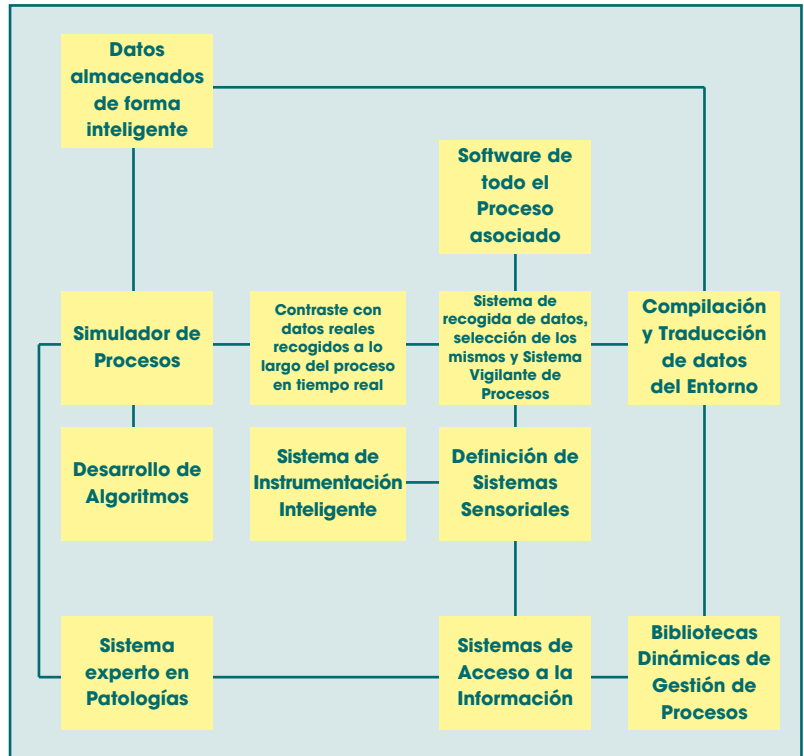 Datos
almacenados
de forma
inteligente
Software de
todo el
Proceso
asociado
Simulador de
Procesos
Contraste con
datos reales
recogidos a lo
largo del proceso
en tiempo real
Sistema de
recogida de datos,
selección de los
mismos y Sistema
Vigilante de
Procesos
Compilación
y Traducción
de datos
del Entorno
Desarrollo de
Algoritmos
Sistema de
Instrumentación
Inteligente
Definición de
Sistemas
Sensoriales
Sistema
experto en
Patologías
Sistemas de
Acceso a la
Información
Bibliotecas
Dinámicas de
Gestión de
Procesos